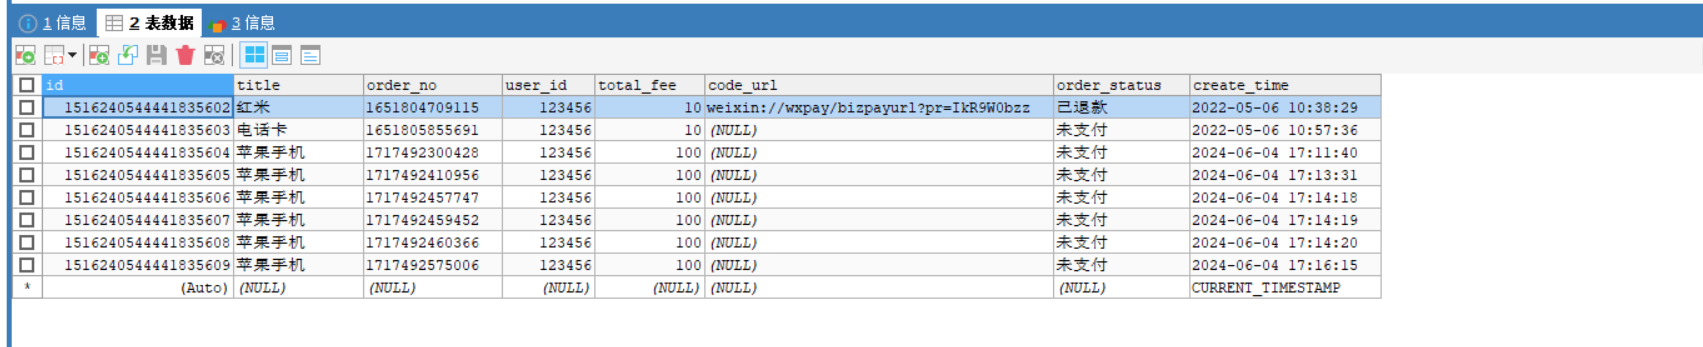 1 信息 2 表数据 3 信息
id title order_no user_id total_fee code_url order_status create_time
1516240544441835602 红米 1651804709115 123456 10 weixin://wxpay/bizpayurl?pr=IkR9W0bzz 已退款 2022-05-06 10:38:29
1516240544441835603 电话卡 1651805855691 123456 10 (NULL) 未支付 2022-05-06 10:57:36
1516240544441835604 苹果手机 1717492300428 123456 100 (NULL) 未支付 2024-06-04 17:11:40
1516240544441835605 苹果手机 1717492410956 123456 100 (NULL) 未支付 2024-06-04 17:13:31
1516240544441835606 苹果手机 1717492457747 123456 100 (NULL) 未支付 2024-06-04 17:14:18
1516240544441835607 苹果手机 1717492459452 123456 100 (NULL) 未支付 2024-06-04 17:14:19
1516240544441835608 苹果手机 1717492460366 123456 100 (NULL) 未支付 2024-06-04 17:14:20
1516240544441835609 苹果手机 1717492575006 123456 100 (NULL) 未支付 2024-06-04 17:16:15
* (Auto) (NULL) (NULL) (NULL) (NULL) (NULL) (NULL) CURRENT_TIMESTAMP